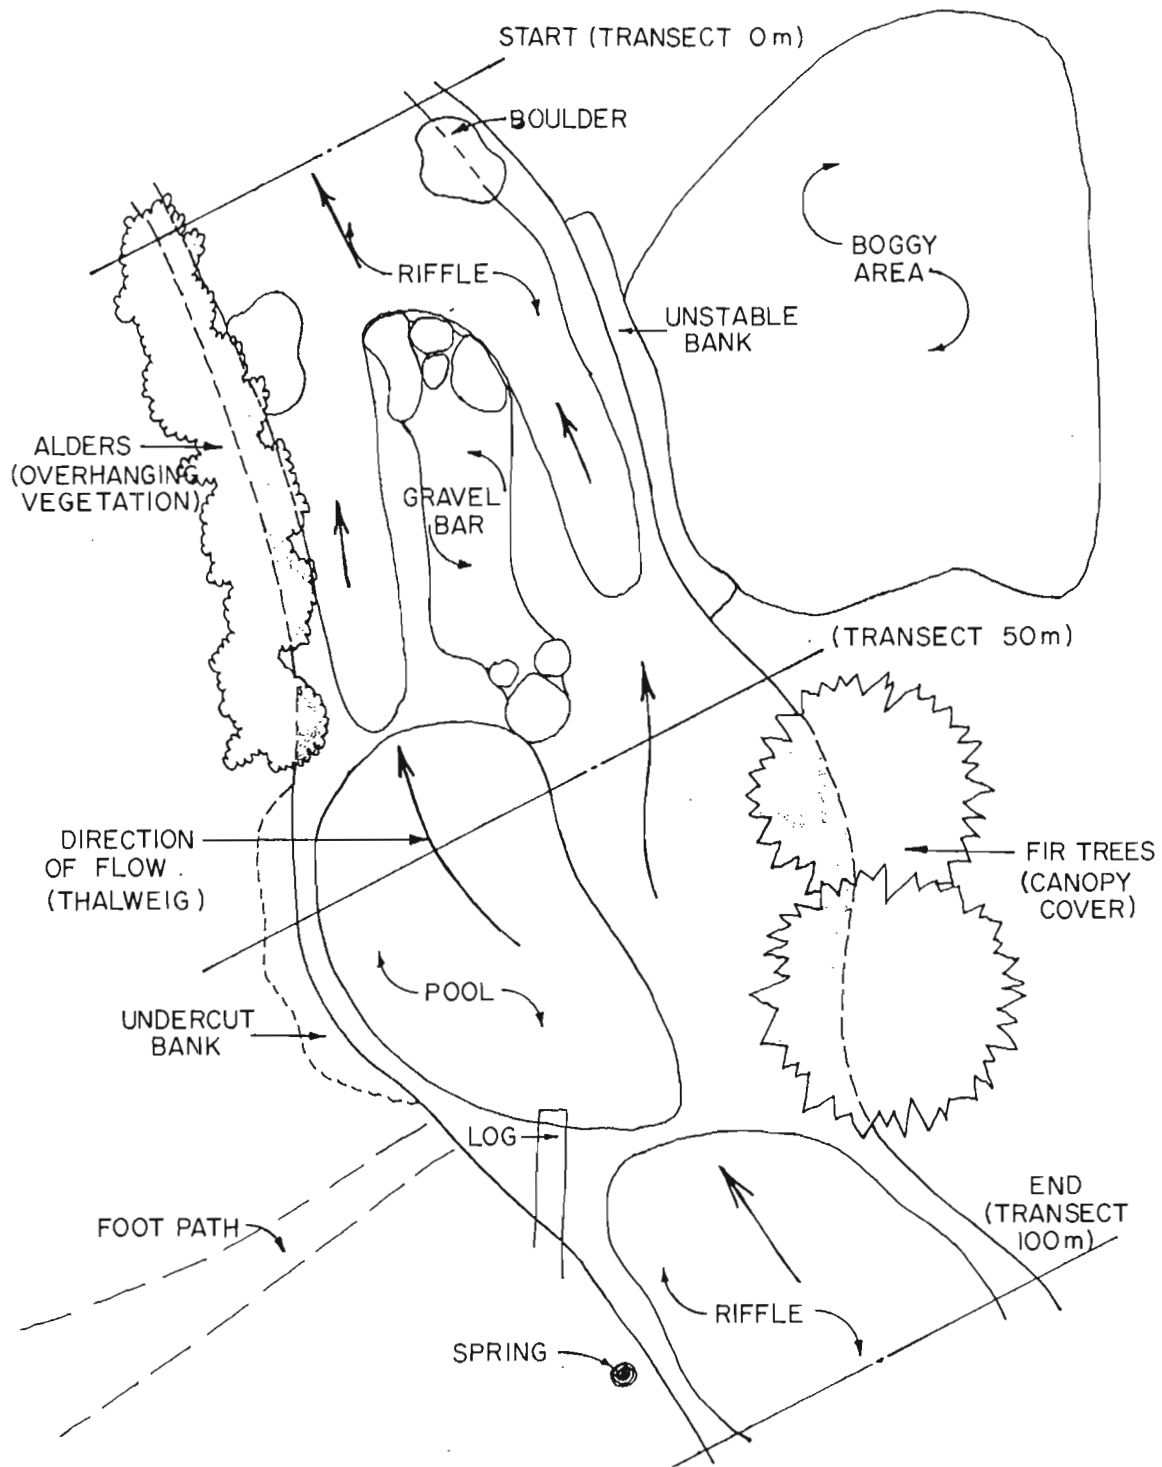 START (TRANSECT 0m)
BOULDER
RIFFLE
BOGGY
AREA
UNSTABLE
BANK
ALDERS
(OVERHANGING
VEGETATION)
GRAVEL
BAR
(TRANSECT 50m)
DIRECTION
OF FLOW.
(THALWEIG)
FIR TREES
(CANOPY
COVER)
POOL
UNDERCUT
BANK
LOG
FOOT PATH
END
(TRANSECT
100m)
RIFFLE
SPRING